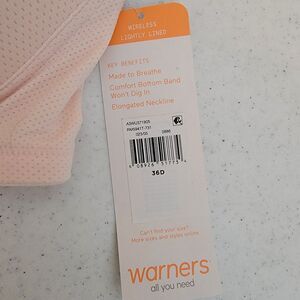 WIRELESS
LIGHTLY LINED
KEY BENEFITS
Made to Breathe
Comfort Bottom Band
Won't Dig In
Elongated Neckline
36D
Can't find your size?
More sizes and styles online.
warners
all you need